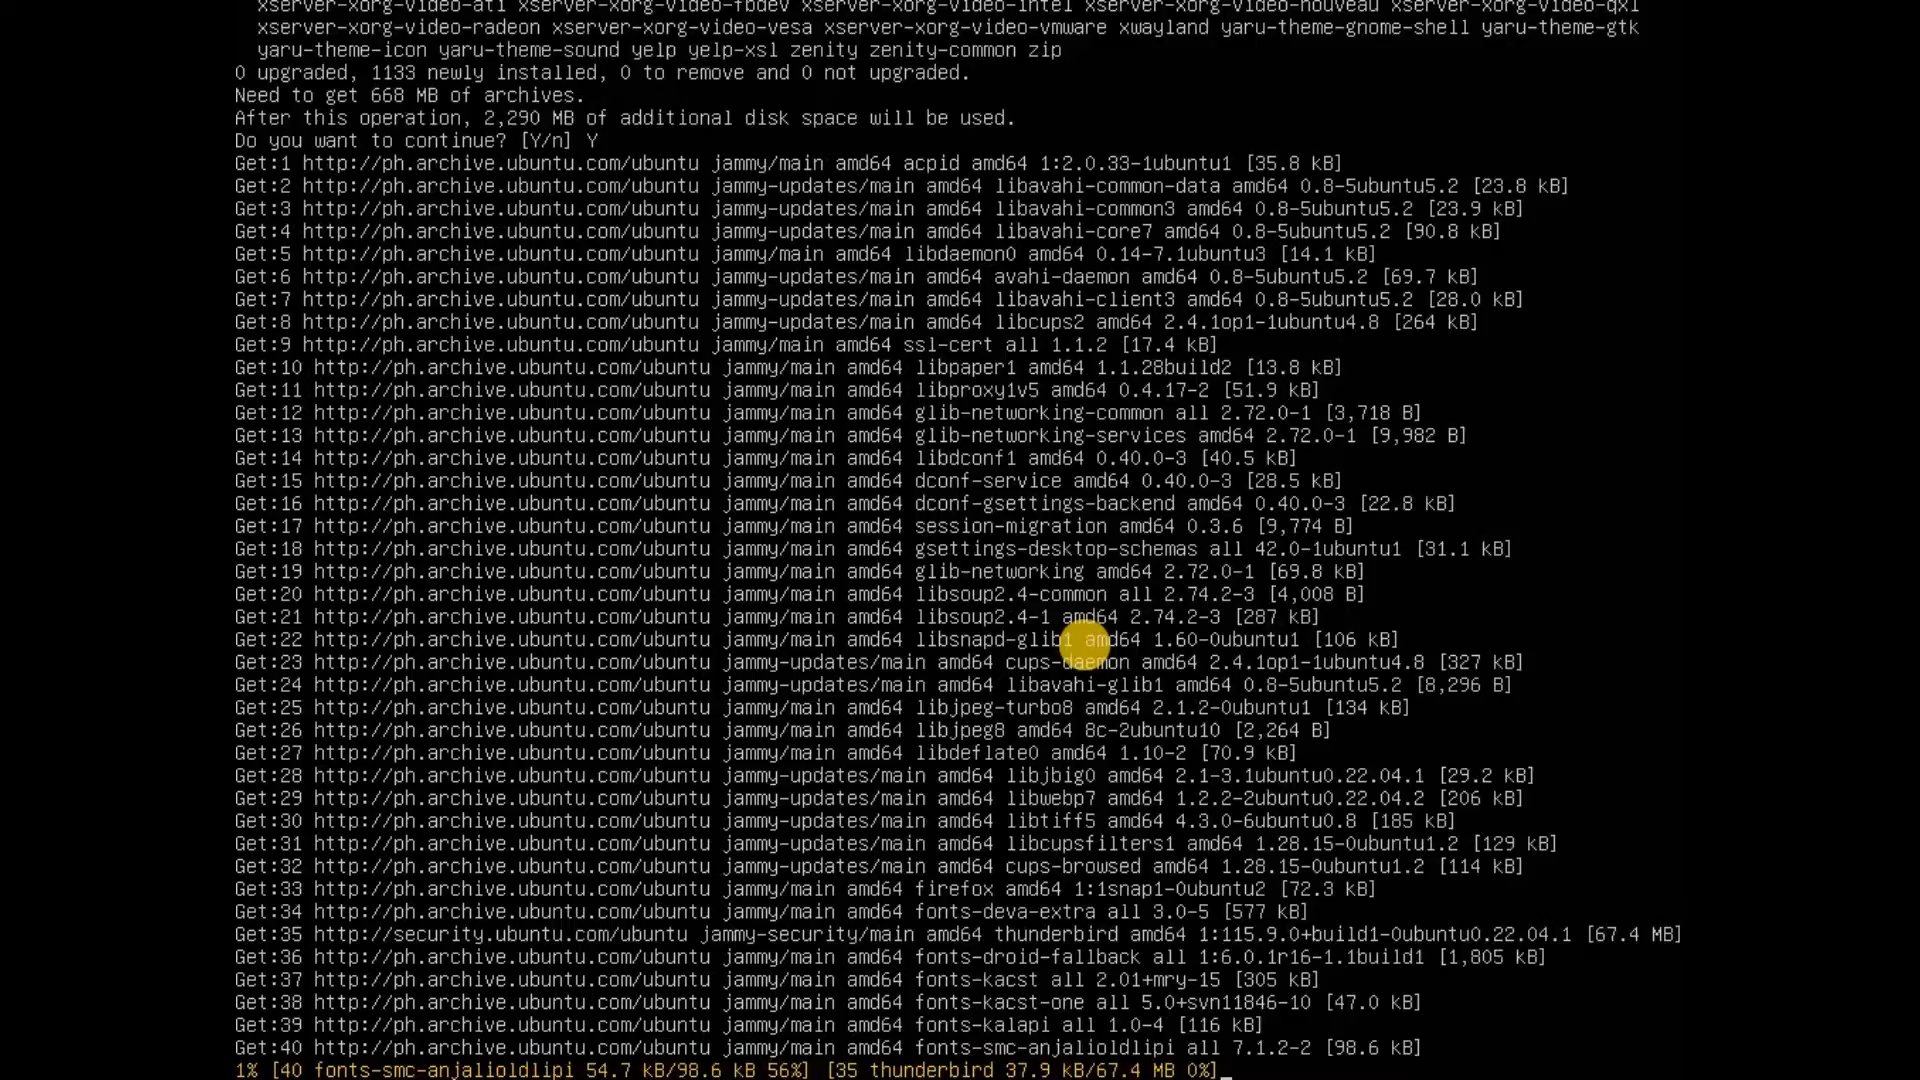 xserver-xorg-video-ati xserver-xorg-video-fbdev xserver-xorg-video-intel xserver-xorg-video-nouveau xserver-xorg-video-qxl
xserver-xorg-video-radeon xserver-xorg-video-vesa xserver-xorg-video-vmware xwayland yaru-theme-gnome-shell yaru-theme-gtk
yaru-theme-icon yaru-theme-sound yelp yelp-xsl zenity zenity-common zip
0 upgraded, 1133 newly installed, 0 to remove and 0 not upgraded.
Need to get 668 MB of archives.
After this operation, 2,290 MB of additional disk space will be used.
Do you want to continue? [Y/n] Y
Get:1 http://ph.archive.ubuntu.com/ubuntu jammy/main amd64 acpid amd64 1:2.0.33-1ubuntu1 [35.8 kB]
Get:2 http://ph.archive.ubuntu.com/ubuntu jammy-updates/main amd64 libavahi-common-data amd64 0.8-5ubuntu5.2 [23.8 kB]
Get:3 http://ph.archive.ubuntu.com/ubuntu jammy-updates/main amd64 libavahi-common3 amd64 0.8-5ubuntu5.2 [23.9 kB]
Get:4 http://ph.archive.ubuntu.com/ubuntu jammy-updates/main amd64 libavahi-core7 amd64 0.8-5ubuntu5.2 [90.8 kB]
Get:5 http://ph.archive.ubuntu.com/ubuntu jammy/main amd64 libdaemon0 amd64 0.14-7.1ubuntu3 [14.1 kB]
Get:6 http://ph.archive.ubuntu.com/ubuntu jammy-updates/main amd64 avahi-daemon amd64 0.8-5ubuntu5.2 [69.7 kB]
Get:7 http://ph.archive.ubuntu.com/ubuntu jammy-updates/main amd64 libavahi-client3 amd64 0.8-5ubuntu5.2 [28.0 kB]
Get:8 http://ph.archive.ubuntu.com/ubuntu jammy-updates/main amd64 libcups2 amd64 2.4.1op1-1ubuntu4.8 [264 kB]
Get:9 http://ph.archive.ubuntu.com/ubuntu jammy/main amd64 ssl-cert all 1.1.2 [17.4 kB]
Get:10 http://ph.archive.ubuntu.com/ubuntu jammy/main amd64 libpaper1 amd64 1.1.28build2 [13.8 kB]
Get:11 http://ph.archive.ubuntu.com/ubuntu jammy/main amd64 libproxy1v5 amd64 0.4.17-2 [51.9 kB]
Get:12 http://ph.archive.ubuntu.com/ubuntu jammy/main amd64 glib-networking-common all 2.72.0-1 [3,718 B]
Get:13 http://ph.archive.ubuntu.com/ubuntu jammy/main amd64 glib-networking-services amd64 2.72.0-1 [9,982 B]
Get:14 http://ph.archive.ubuntu.com/ubuntu jammy/main amd64 libdconf1 amd64 0.40.0-3 [40.5 kB]
Get:15 http://ph.archive.ubuntu.com/ubuntu jammy/main amd64 dconf-service amd64 0.40.0-3 [28.5 kB]
Get:16 http://ph.archive.ubuntu.com/ubuntu jammy/main amd64 dconf-gsettings-backend amd64 0.40.0-3 [22.8 kB]
Get:17 http://ph.archive.ubuntu.com/ubuntu jammy/main amd64 session-migration amd64 0.3.6 [9,774 B]
Get:18 http://ph.archive.ubuntu.com/ubuntu jammy/main amd64 gsettings-desktop-schemas all 42.0-1ubuntu1 [31.1 kB]
Get:19 http://ph.archive.ubuntu.com/ubuntu jammy/main amd64 glib-networking amd64 2.72.0-1 [69.8 kB]
Get:20 http://ph.archive.ubuntu.com/ubuntu jammy/main amd64 libsoup2.4-common all 2.74.2-3 [4,008 B]
Get:21 http://ph.archive.ubuntu.com/ubuntu jammy/main amd64 libsoup2.4-1 amd64 2.74.2-3 [287 kB]
Get:22 http://ph.archive.ubuntu.com/ubuntu jammy/main amd64 libsnapd-glib1 amd64 1.60-0ubuntu1 [106 kB]
Get:23 http://ph.archive.ubuntu.com/ubuntu jammy-updates/main amd64 cups-daemon amd64 2.4.1op1-1ubuntu4.8 [327 kB]
Get:24 http://ph.archive.ubuntu.com/ubuntu jammy-updates/main amd64 libavahi-glib1 amd64 0.8-5ubuntu5.2 [8,296 B]
Get:25 http://ph.archive.ubuntu.com/ubuntu jammy/main amd64 libjpeg-turbo8 amd64 2.1.2-0ubuntu1 [134 kB]
Get:26 http://ph.archive.ubuntu.com/ubuntu jammy/main amd64 libjpeg8 amd64 8c-2ubuntu10 [2,264 B]
Get:27 http://ph.archive.ubuntu.com/ubuntu jammy/main amd64 libdeflate0 amd64 1.10-2 [70.9 kB]
Get:28 http://ph.archive.ubuntu.com/ubuntu jammy-updates/main amd64 libjbig0 amd64 2.1-3.1ubuntu0.22.04.1 [29.2 kB]
Get:29 http://ph.archive.ubuntu.com/ubuntu jammy-updates/main amd64 libwebp7 amd64 1.2.2-2ubuntu0.22.04.2 [206 kB]
Get:30 http://ph.archive.ubuntu.com/ubuntu jammy-updates/main amd64 libtiff5 amd64 4.3.0-6ubuntu0.8 [185 kB]
Get:31 http://ph.archive.ubuntu.com/ubuntu jammy-updates/main amd64 libcupsfilters1 amd64 1.28.15-0ubuntu1.2 [129 kB]
Get:32 http://ph.archive.ubuntu.com/ubuntu jammy-updates/main amd64 cups-browsed amd64 1.28.15-0ubuntu1.2 [114 kB]
Get:33 http://ph.archive.ubuntu.com/ubuntu jammy/main amd64 firefox amd64 1:1snap1-0ubuntu2 [72.3 kB]
Get:34 http://ph.archive.ubuntu.com/ubuntu jammy/main amd64 fonts-deva-extra all 3.0-5 [577 kB]
Get:35 http://security.ubuntu.com/ubuntu jammy-security/main amd64 thunderbird amd64 1:115.9.0+build1-0ubuntu0.22.04.1 [67.4 MB]
Get:36 http://ph.archive.ubuntu.com/ubuntu jammy/main amd64 fonts-droid-fallback all 1:6.0.1r16-1.1build1 [1,805 kB]
Get:37 http://ph.archive.ubuntu.com/ubuntu jammy/main amd64 fonts-kacst all 2.01+mry-15 [305 kB]
Get:38 http://ph.archive.ubuntu.com/ubuntu jammy/main amd64 fonts-kacst-one all 5.0+svn11846-10 [47.0 kB]
Get:39 http://ph.archive.ubuntu.com/ubuntu jammy/main amd64 fonts-kalapi all 1.0-4 [116 kB]
Get:40 http://ph.archive.ubuntu.com/ubuntu jammy/main amd64 fonts-smc-anjalioldlipi all 7.1.2-2 [98.6 kB]
1% [40 fonts-smc-anjalioldlipi 54.7 kB/98.6 kB 56%] [35 thunderbird 37.9 kB/67.4 MB 0%]_